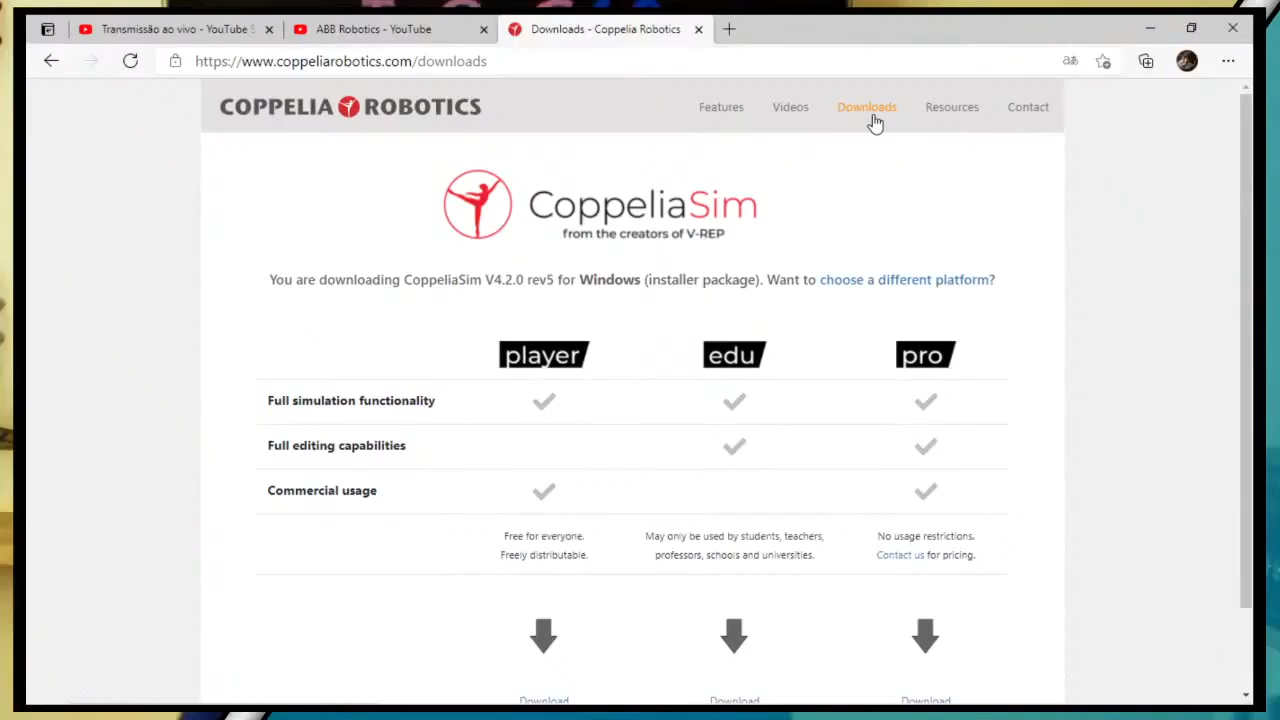 Transmissão ao vivo - YouTube S
ABB Robotics - YouTube
Downloads - Coppelia Robotics
https://www.coppeliarobotics.com/downloads
COPPELIA ROBOTICS
Features
Videos
Downloads
Resources
Contact
CoppeliaSim
from the creators of V-REP
You are downloading CoppeliaSim V4.2.0 rev5 for Windows (installer package). Want to choose a different platform?
player
edu
pro
Full simulation functionality
Full editing capabilities
Commercial usage
Free for everyone.
Freely distributable.
May only be used by students, teachers,
professors, schools and universities.
No usage restrictions.
Contact us for pricing.
Download
Download
Download